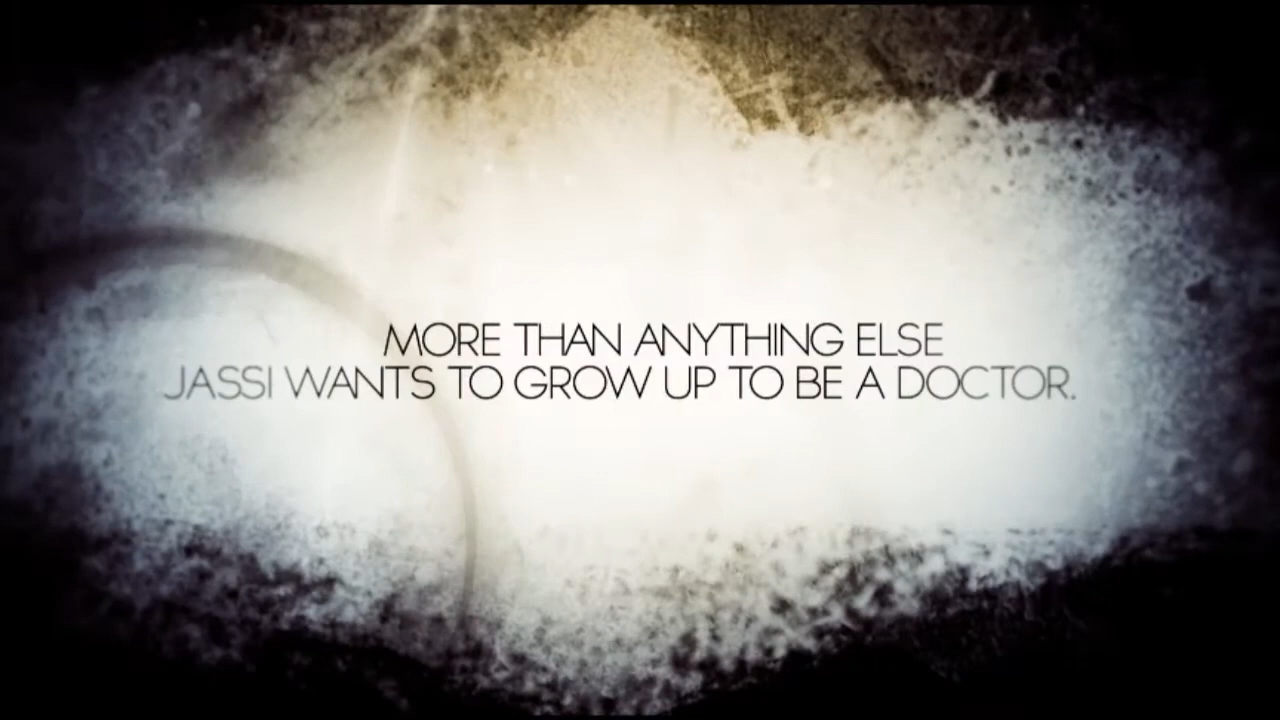 MORE THAN ANYTHING ELSE
JASSI WANTS TO GROW UP TO BE A DOCTOR.